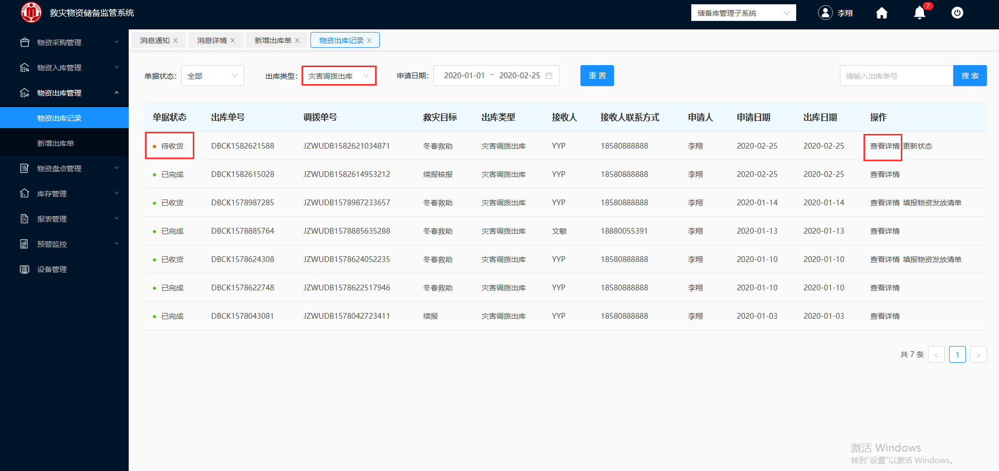 救灾物资储备监管系统
储备库管理子系统
李翔
7
物资采购管理
物资入库管理
物资出库管理
物资出库记录
新增出库单
物资盘点管理
库存管理
报表管理
预警监控
设备管理
消息通知 消息详情 新增出库单 物资出库记录
单据状态： 全部 出库类型： 灾害调拨出库 申请日期： 2020-01-01 ~ 2020-02-25 重 置 请输入出库单号 搜 索
单据状态 出库单号 调拨单号 救灾目标 出库类型 接收人 接收人联系方式 申请人 申请日期 出库日期 操作
待收货 DBCK1582621588 JZWUDB1582621034871 冬春救助 灾害调拨出库 YYP 18580888888 李翔 2020-02-25 2020-02-25 查看详情 更新状态
已完成 DBCK1582615028 JZWUDB1582614953212 续报核报 灾害调拨出库 YYP 18580888888 李翔 2020-02-25 2020-02-25 查看详情
已收货 DBCK1578987285 JZWUDB1578987233657 冬春救助 灾害调拨出库 YYP 18580888888 李翔 2020-01-14 2020-01-14 查看详情 填报物资发放清单
已完成 DBCK1578885764 JZWUDB1578885635288 冬春救助 灾害调拨出库 文敏 18880055391 李翔 2020-01-13 2020-01-13 查看详情
已收货 DBCK1578624308 JZWUDB1578624052235 冬春救助 灾害调拨出库 YYP 18580888888 李翔 2020-01-10 2020-01-10 查看详情 填报物资发放清单
已完成 DBCK1578622748 JZWUDB1578622517946 冬春救助 灾害调拨出库 YYP 18580888888 李翔 2020-01-10 2020-01-10 查看详情
已完成 DBCK1578043081 JZWUDB1578042723411 续报 灾害调拨出库 YYP 18580888888 李翔 2020-01-03 2020-01-03 查看详情
共 7 条 < 1 >
激活 Windows
转到"设置"以激活 Windows。